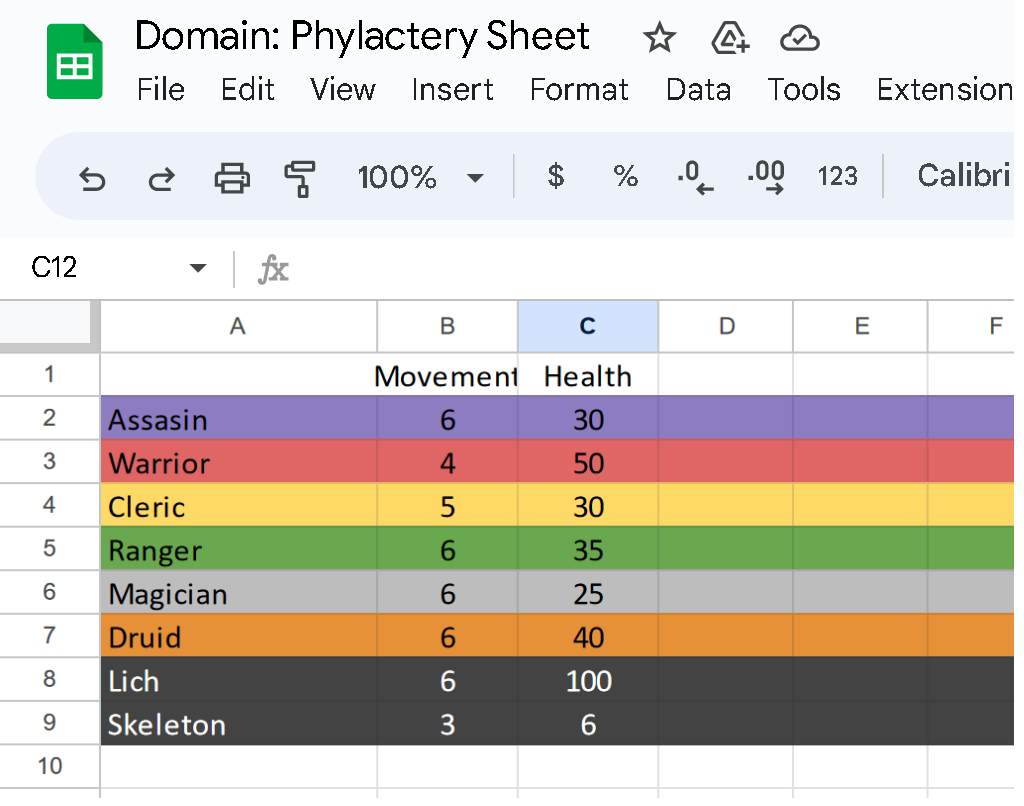 Domain: Phylactery Sheet
File Edit View Insert Format Data Tools Extension
100% $ % .0 .00 123 Calibri
C12 fx
A B C D E F
1 Movement Health
2 Assasin 6 30
3 Warrior 4 50
4 Cleric 5 30
5 Ranger 6 35
6 Magician 6 25
7 Druid 6 40
8 Lich 6 100
9 Skeleton 3 6
10